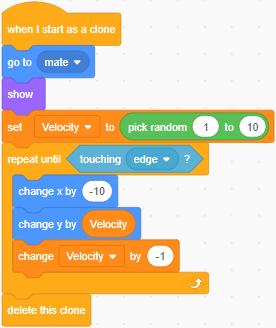 when I start as a clone
go to mate
show
set Velocity to pick random 1 to 10
repeat until touching edge ?
change x by -10
change y by Velocity
change Velocity by -1
delete this clone